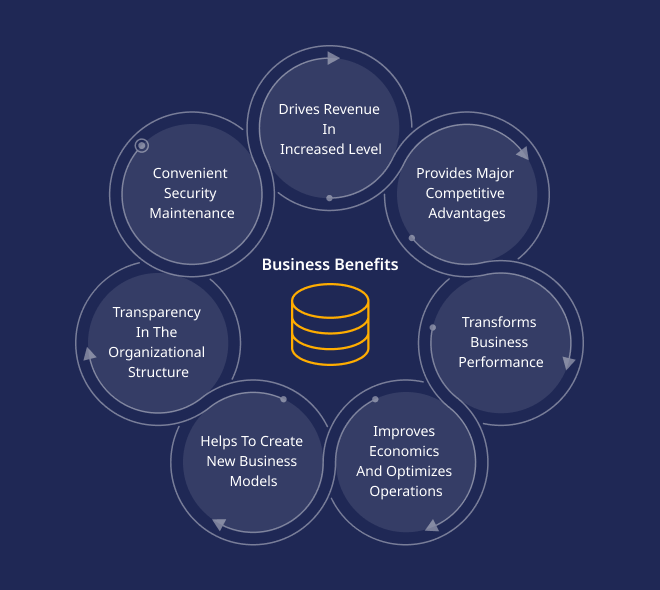 Drives Revenue
In
Increased Level
Provides Major
Competitive
Advantages
Transforms
Business
Performance
Improves
Economics
And Optimizes
Operations
Helps To Create
New Business
Models
Transparency
In The
Organizational
Structure
Convenient
Security
Maintenance
Business Benefits